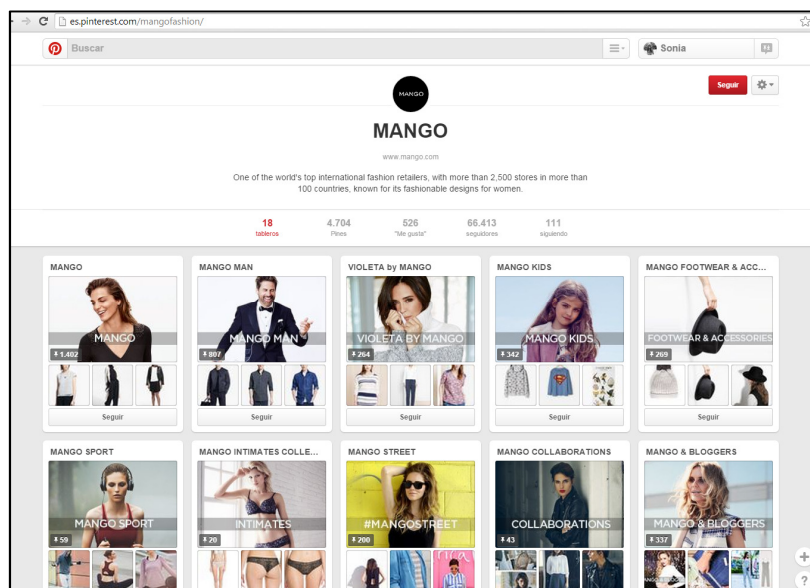 es.pinterest.com/mangofashion/
Buscar
Sonia
MANGO
Seguir
MANGO
www.mango.com
One of the world's top international fashion retailers, with more than 2,500 stores in more than
100 countries, known for its fashionable designs for women.
18 4.704 526 66.413 111
tableros Pines "Me gusta" seguidores siguiendo
MANGO MANGO MAN VIOLETA by MANGO MANGO KIDS MANGO FOOTWEAR & ACC...
MANGO MANGO MAN VIOLETA BY MANGO MANGO KIDS FOOTWEAR & ACCESSORIES
1.402 807 264 342 269
Seguir Seguir Seguir Seguir Seguir
MANGO SPORT MANGO INTIMATES COLLE... MANGO STREET MANGO COLLABORATIONS MANGO & BLOGGERS
MANGO SPORT INTIMATES #MANGOSTREET COLLABORATIONS MANGO & BLOGGERS
59 20 200 43 337